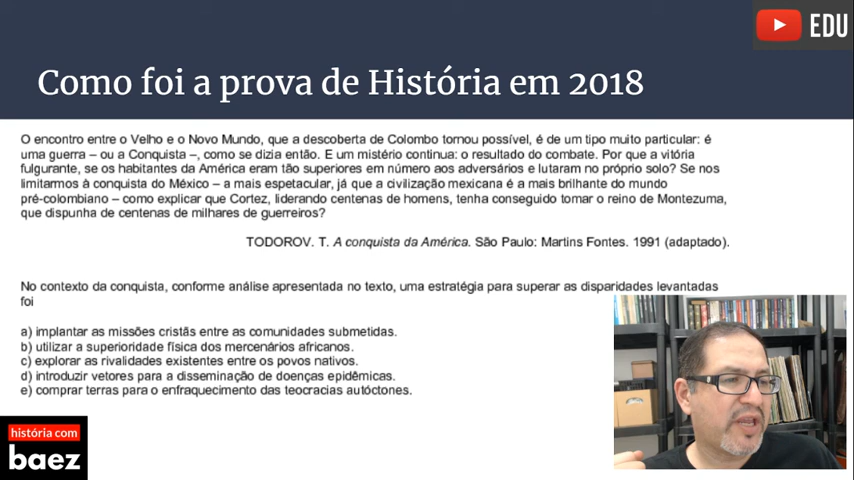 EDU
Como foi a prova de História em 2018
O encontro entre o Velho e o Novo Mundo, que a descoberta de Colombo tornou possível, é de um tipo muito particular: é
uma guerra – ou a Conquista –, como se dizia então. E um mistério continua: o resultado do combate. Por que a vitória
fulgurante, se os habitantes da América eram tão superiores em número aos adversários e lutaram no próprio solo? Se nos
limitarmos à conquista do México – a mais espetacular, já que a civilização mexicana é a mais brilhante do mundo
pré-colombiano – como explicar que Cortez, liderando centenas de homens, tenha conseguido tomar o reino de Montezuma,
que dispunha de centenas de milhares de guerreiros?
TODOROV. T. A conquista da América. São Paulo: Martins Fontes. 1991 (adaptado).
No contexto da conquista, conforme análise apresentada no texto, uma estratégia para superar as disparidades levantadas
foi
a) implantar as missões cristãs entre as comunidades submetidas.
b) utilizar a superioridade física dos mercenários africanos.
c) explorar as rivalidades existentes entre os povos nativos.
d) introduzir vetores para a disseminação de doenças epidêmicas.
e) comprar terras para o enfraquecimento das teocracias autóctones.
história com
baez